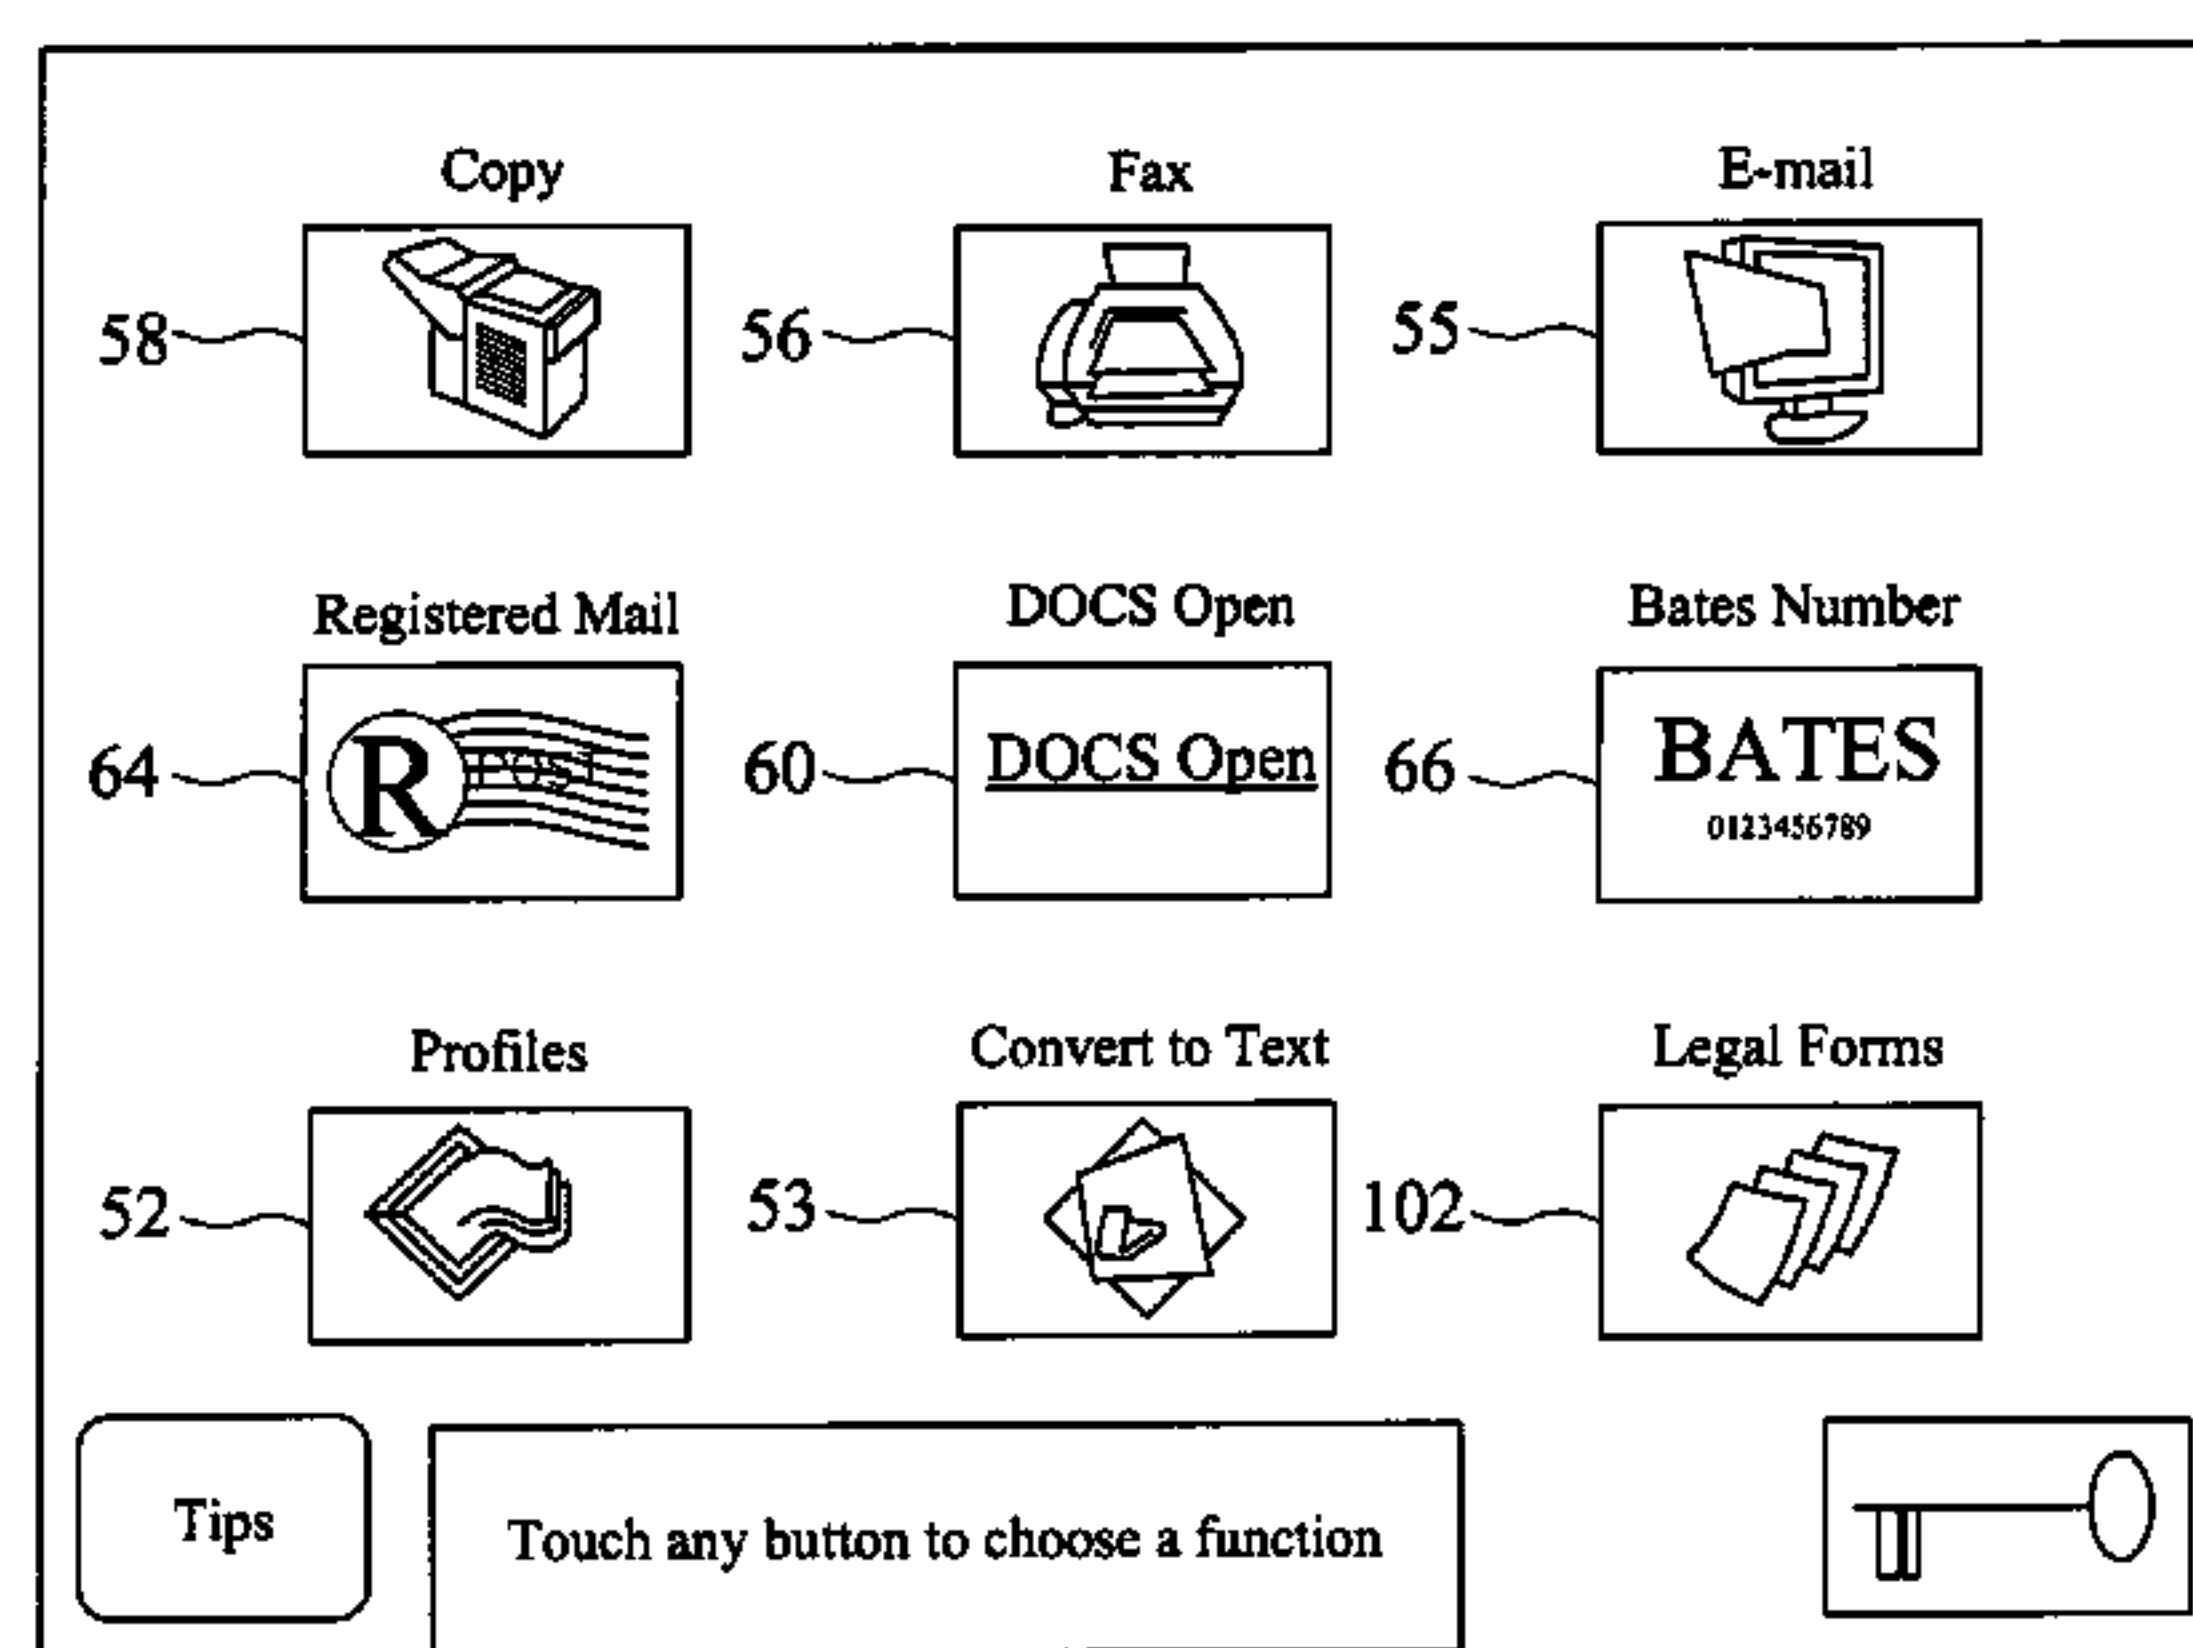 Copy Fax E-mail
58 56 55
Registered Mail DOCS Open Bates Number
64 R POST 60 DOCS Open 66 BATES
0123456789
Profiles Convert to Text Legal Forms
52 53 102
Tips Touch any button to choose a function